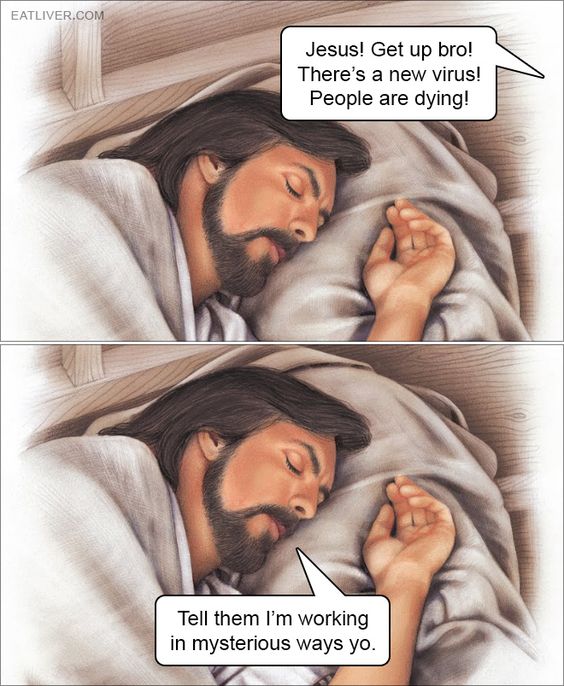 EATLIVER.COM
Jesus! Get up bro!
There's a new virus!
People are dying!
Tell them I'm working
in mysterious ways yo.